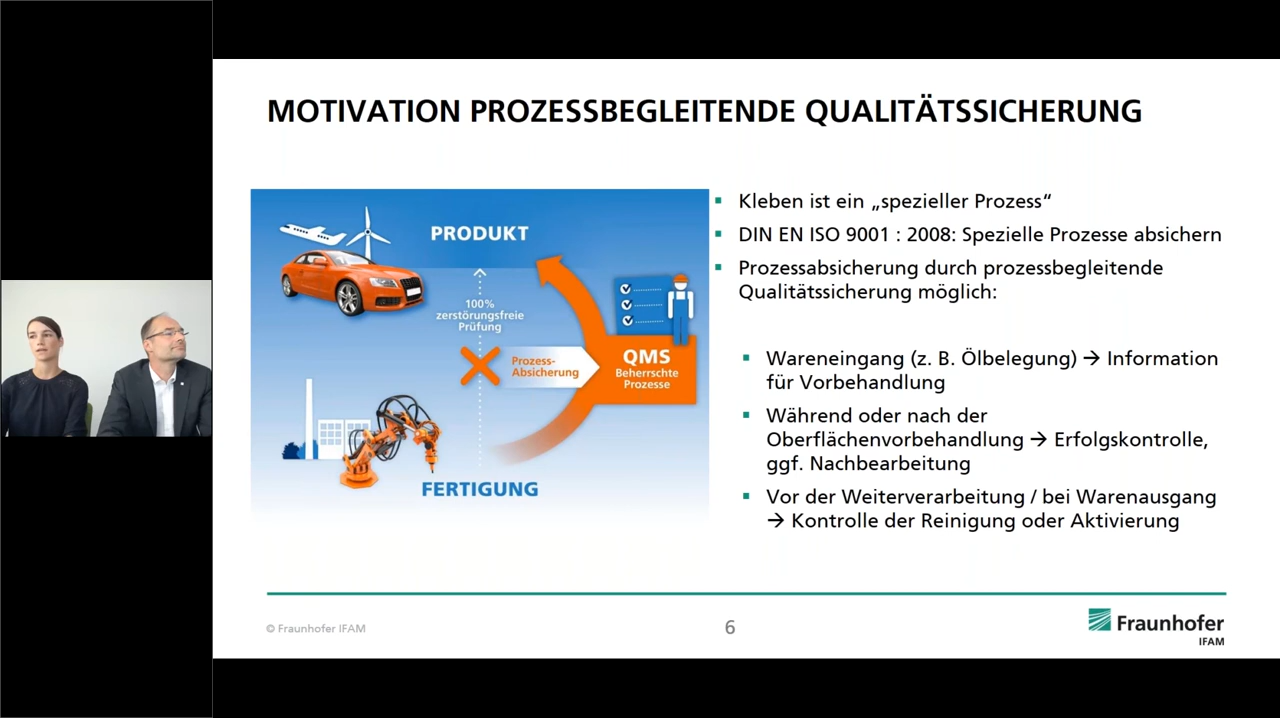 MOTIVATION PROZESSBEGLEITENDE QUALITÄTSSICHERUNG
PRODUKT
100%
zerstörungsfreie
Prüfung
Prozess-
Absicherung
QMS
Beherrschte
Prozesse
FERTIGUNG
Kleben ist ein „spezieller Prozess“
DIN EN ISO 9001 : 2008: Spezielle Prozesse absichern
Prozessabsicherung durch prozessbegleitende
Qualitätssicherung möglich:
Wareneingang (z. B. Ölbelegung) → Information
für Vorbehandlung
Während oder nach der
Oberflächenvorbehandlung → Erfolgskontrolle,
ggf. Nachbearbeitung
Vor der Weiterverarbeitung / bei Warenausgang
→ Kontrolle der Reinigung oder Aktivierung
© Fraunhofer IFAM
6
Fraunhofer
IFAM